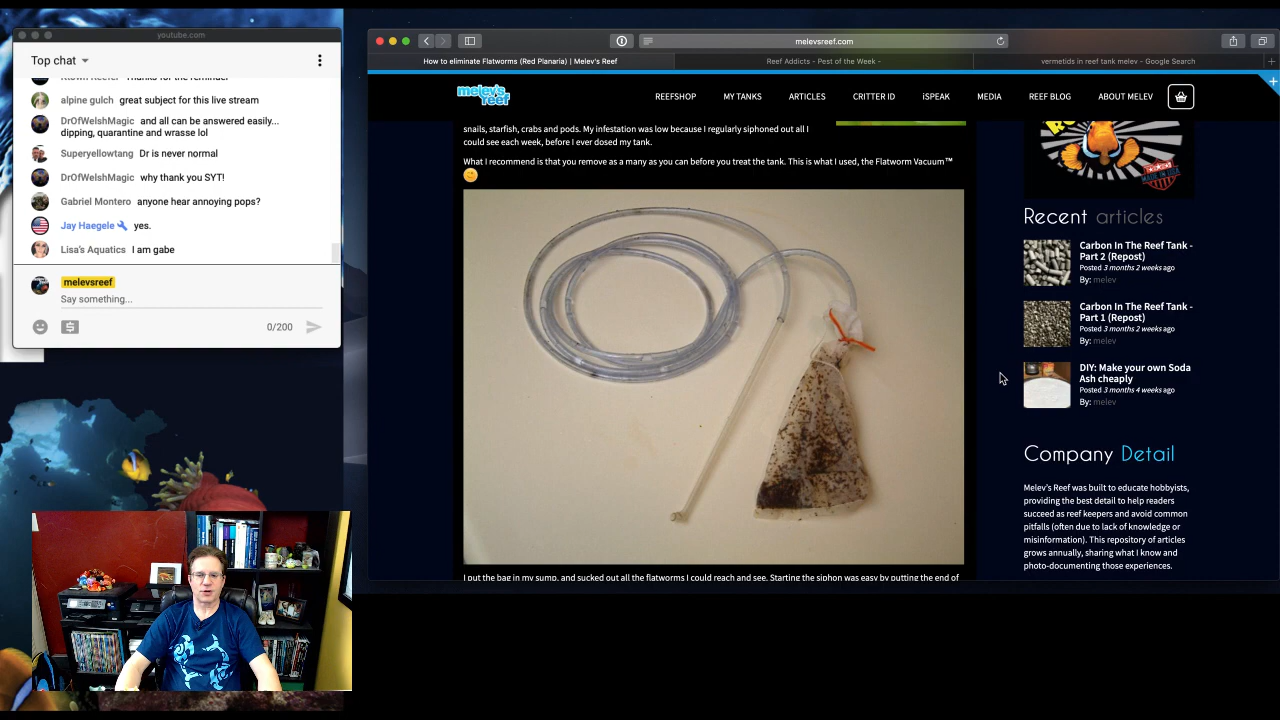 youtube.com
Top chat
Thanks for the reminder
alpine gulch great subject for this live stream
DrOfWelshMagic and all can be answered easily...
dipping, quarantine and wrasse lol
Superyellowtang Dr is never normal
DrOfWelshMagic why thank you SYT!
Gabriel Montero anyone hear annoying pops?
Jay Haegele yes.
Lisa's Aquatics I am gabe
melevsreef
Say something...
0/200
melevsreef.com
How to eliminate Flatworms (Red Planaria) | Melev's Reef
Reef Addicts - Pest of the Week -
vermetids in reef tank melev - Google Search
melev's
reef
REEFSHOP
MY TANKS
ARTICLES
CRITTER ID
iSPEAK
MEDIA
REEF BLOG
ABOUT MELEV
snails, starfish, crabs and pods. My infestation was low because I regularly siphoned out all I
could see each week, before I ever dosed my tank.
What I recommend is that you remove as a many as you can before you treat the tank. This is what I used, the Flatworm Vacuum™
I put the bag in my sump, and sucked out all the flatworms I could reach and see. Starting the siphon was easy by putting the end of
MADE IN USA
Recent articles
Carbon In The Reef Tank -
Part 2 (Repost)
Posted 3 months 2 weeks ago
By: melev
Carbon In The Reef Tank -
Part 1 (Repost)
Posted 3 months 2 weeks ago
By: melev
DIY: Make your own Soda
Ash cheaply
Posted 3 months 4 weeks ago
By: melev
Company Detail
Melev's Reef was built to educate hobbyists,
providing the best detail to help readers
succeed as reef keepers and avoid common
pitfalls (often due to lack of knowledge or
misinformation). This repository of articles
grows annually, sharing what I know and
photo-documenting those experiences.